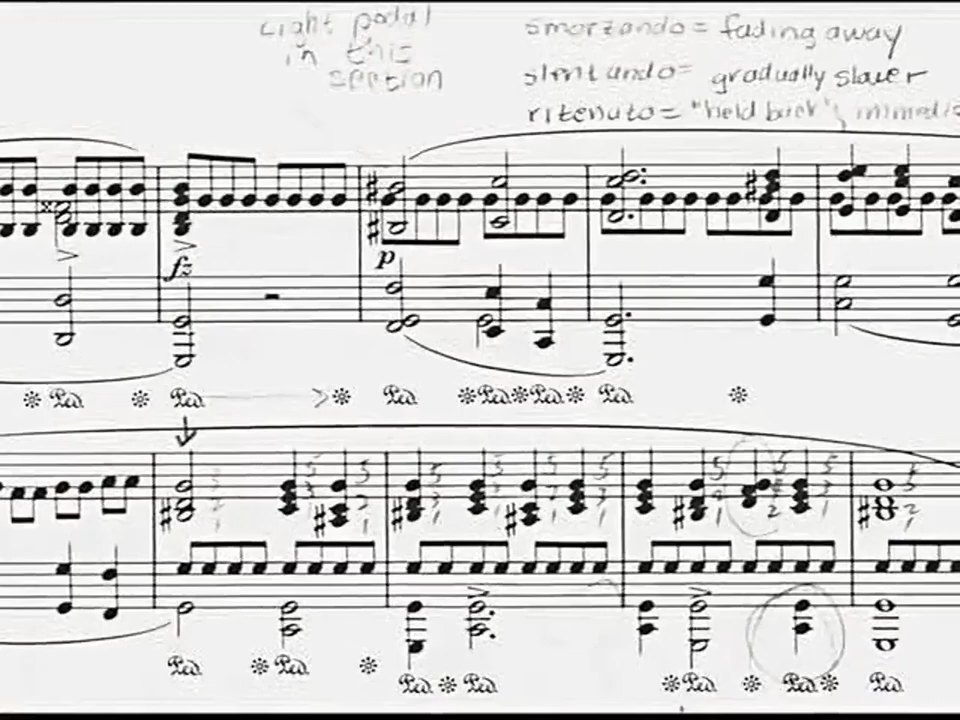 Light pedal
in this
section
smorzando = fading away
slentando = gradually slower
ritenuto = "held back",
fz
p